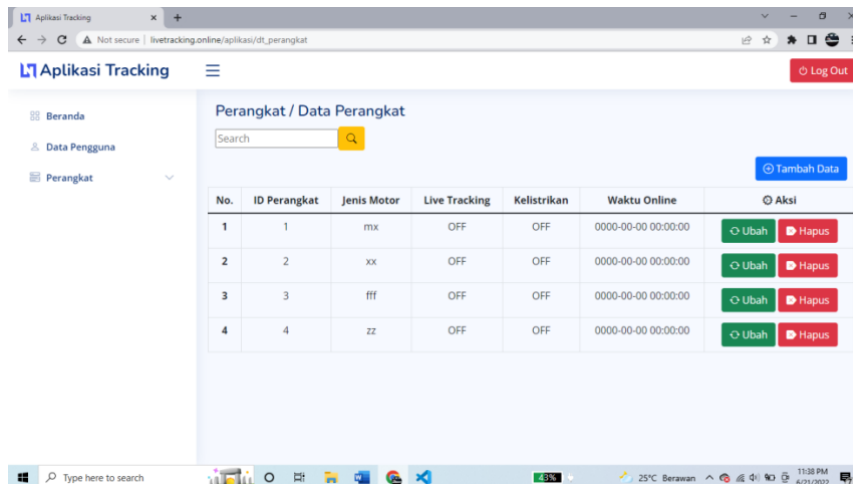 Aplikasi Tracking
Not secure | livetracking.online/aplikasi/dt_perangkat
Aplikasi Tracking
Log Out
Beranda
Data Pengguna
Perangkat
Perangkat / Data Perangkat
Search
Tambah Data
No. ID Perangkat Jenis Motor Live Tracking Kelistrikan Waktu Online Aksi
1 1 mx OFF OFF 0000-00-00 00:00:00 Ubah Hapus
2 2 xx OFF OFF 0000-00-00 00:00:00 Ubah Hapus
3 3 fff OFF OFF 0000-00-00 00:00:00 Ubah Hapus
4 4 zz OFF OFF 0000-00-00 00:00:00 Ubah Hapus
Type here to search
43%
25°C Berawan
11:38 PM
6/21/2022